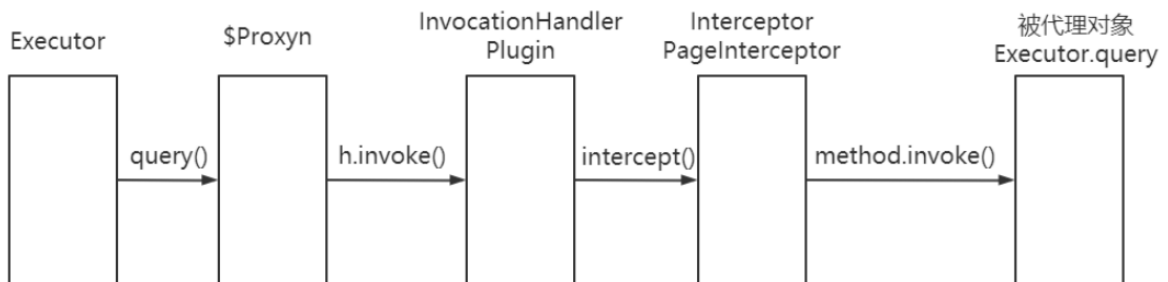 Executor
$Proxyn
InvocationHandler
Plugin
Interceptor
PageInterceptor
被代理对象
Executor.query
query()
h.invoke()
intercept()
method.invoke()